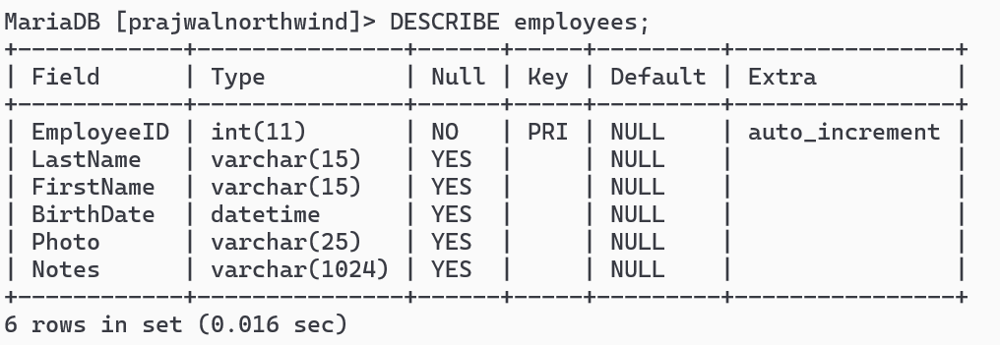 MariaDB [prajwalnorthwind]> DESCRIBE employees;
+------------+---------------+------+-----+---------+----------------+
| Field      | Type          | Null | Key | Default | Extra          |
+------------+---------------+------+-----+---------+----------------+
| EmployeeID | int(11)       | NO   | PRI | NULL    | auto_increment |
| LastName   | varchar(15)   | YES  |     | NULL    |                |
| FirstName  | varchar(15)   | YES  |     | NULL    |                |
| BirthDate  | datetime      | YES  |     | NULL    |                |
| Photo      | varchar(25)   | YES  |     | NULL    |                |
| Notes      | varchar(1024) | YES  |     | NULL    |                |
+------------+---------------+------+-----+---------+----------------+
6 rows in set (0.016 sec)